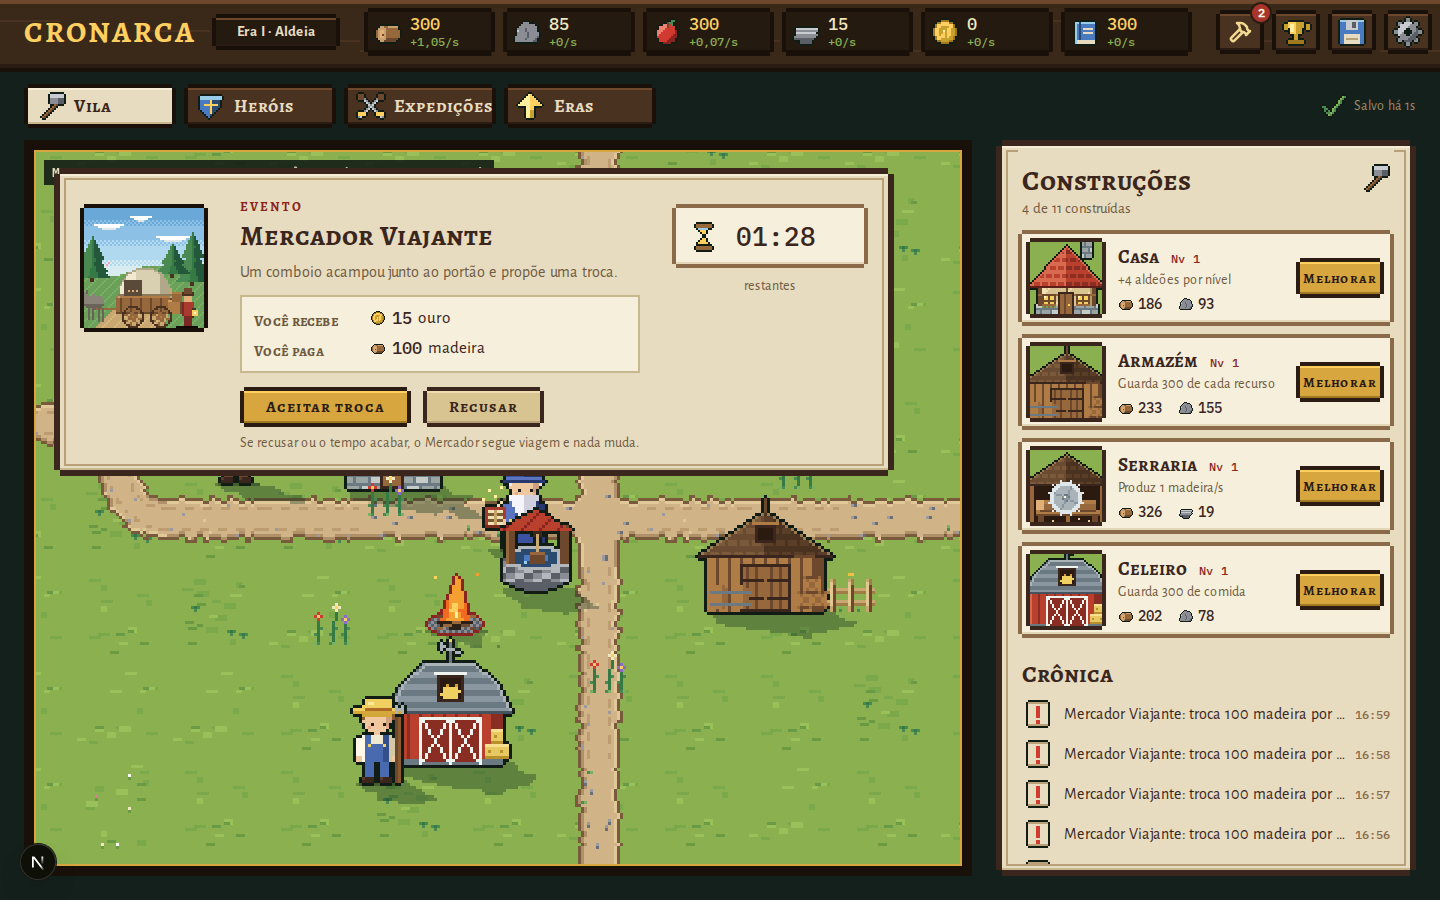 CRONARCA
Era I · Aldeia
300
+1,05/s
85
+0/s
300
+0,07/s
15
+0/s
0
+0/s
300
+0/s
2
Vila
Heróis
Expedições
Eras
Salvo há 1s
EVENTO
Mercador Viajante
Um comboio acampou junto ao portão e propõe uma troca.
01:28
restantes
Você recebe 15 ouro
Você paga 100 madeira
Aceitar troca
Recusar
Se recusar ou o tempo acabar, o Mercador segue viagem e nada muda.
Construções
4 de 11 construídas
Casa Nv 1
+4 aldeões por nível
186 93
Melhorar
Armazém Nv 1
Guarda 300 de cada recurso
233 155
Melhorar
Serraria Nv 1
Produz 1 madeira/s
326 19
Melhorar
Celeiro Nv 1
Guarda 300 de comida
202 78
Melhorar
Crônica
Mercador Viajante: troca 100 madeira por ... 16:59
Mercador Viajante: troca 100 madeira por ... 16:58
Mercador Viajante: troca 100 madeira por ... 16:57
Mercador Viajante: troca 100 madeira por ... 16:56
N